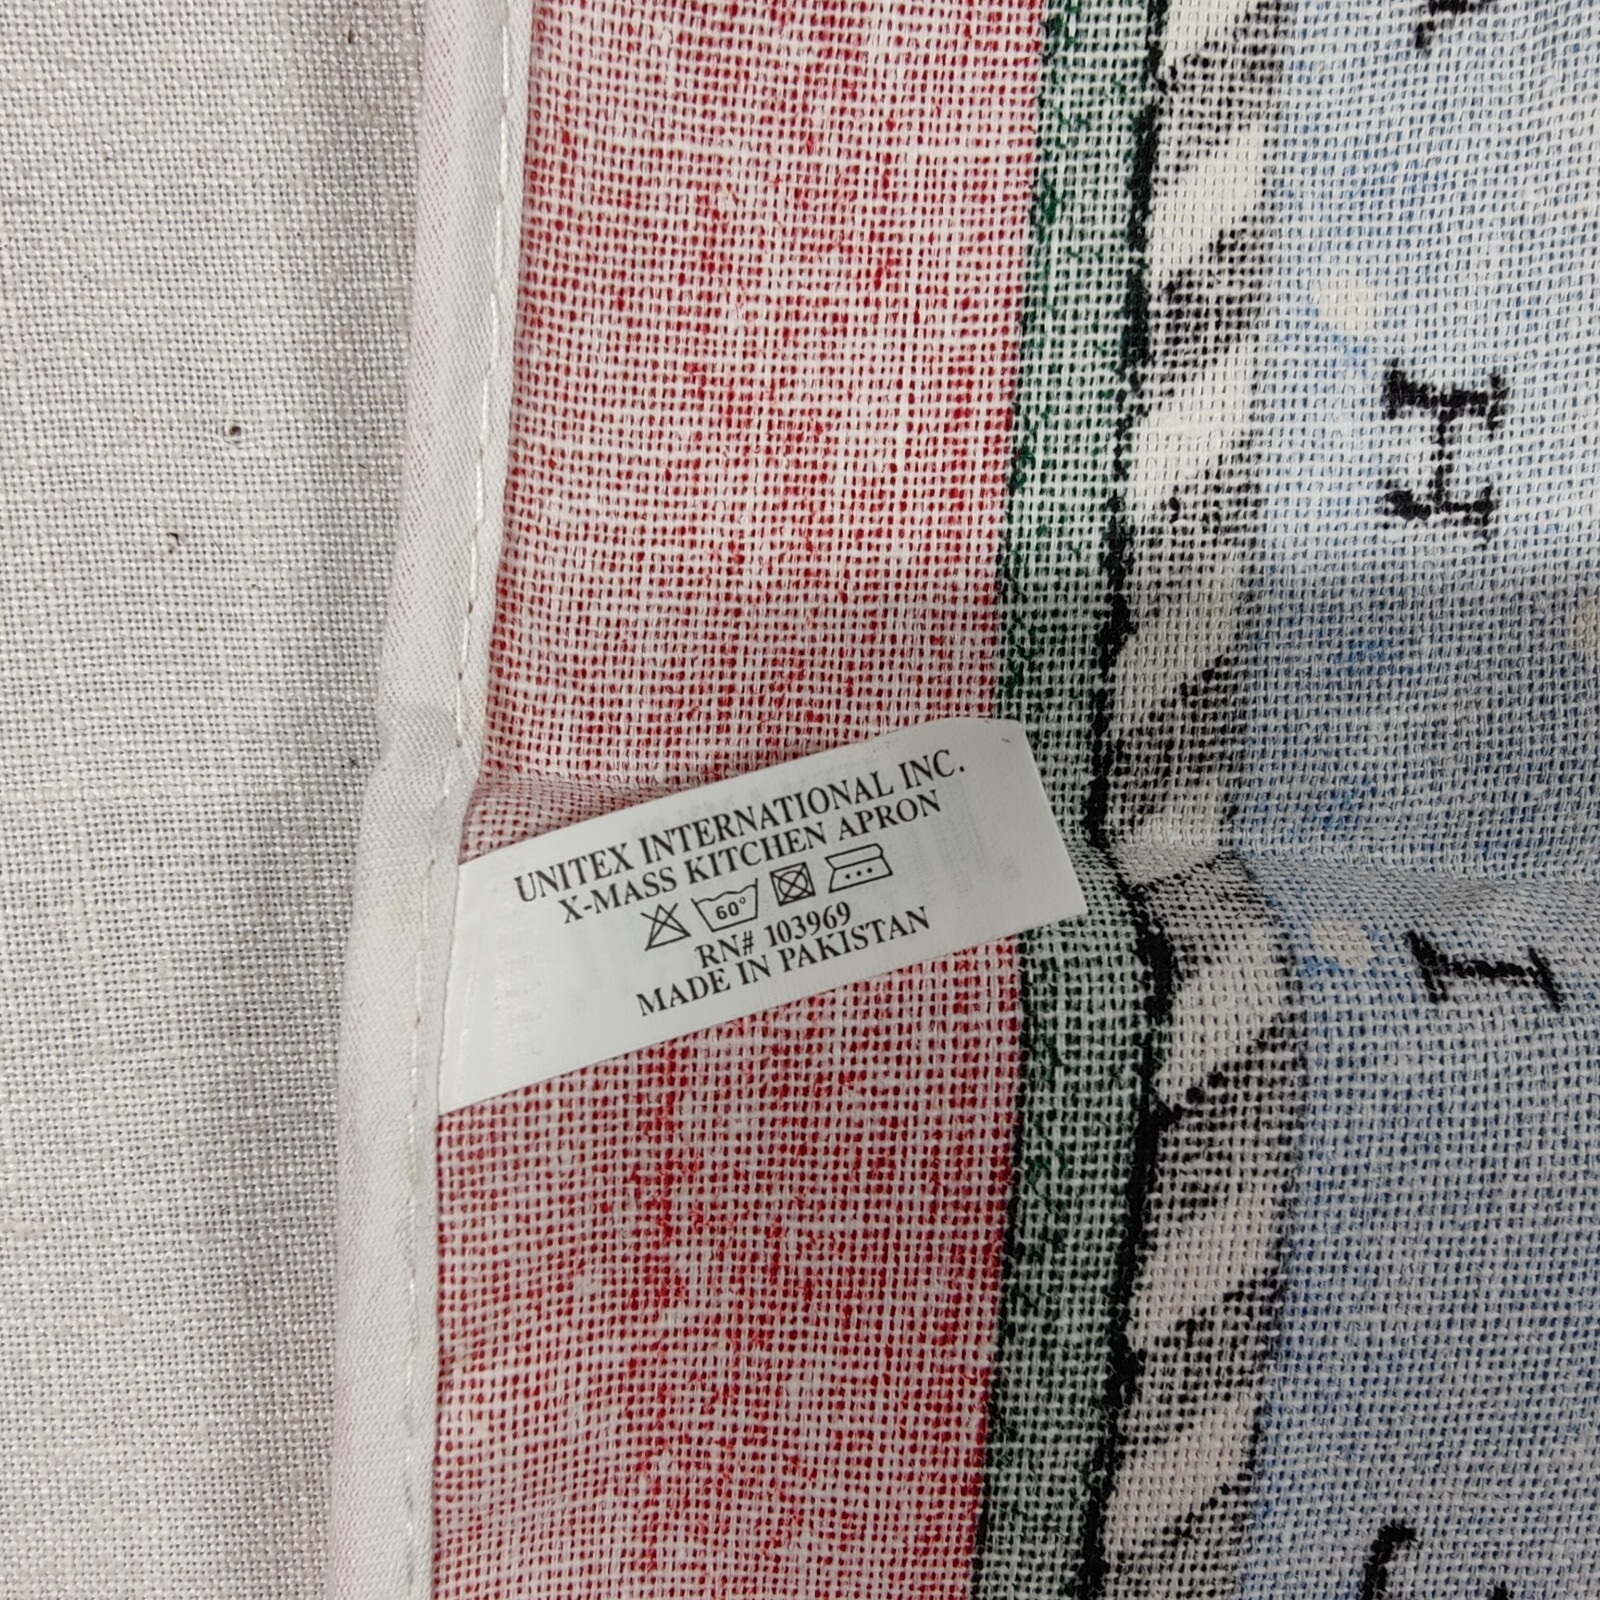 UNITEX INTERNATIONAL INC.
X-MASS KITCHEN APRON
60°
RN# 103969
MADE IN PAKISTAN